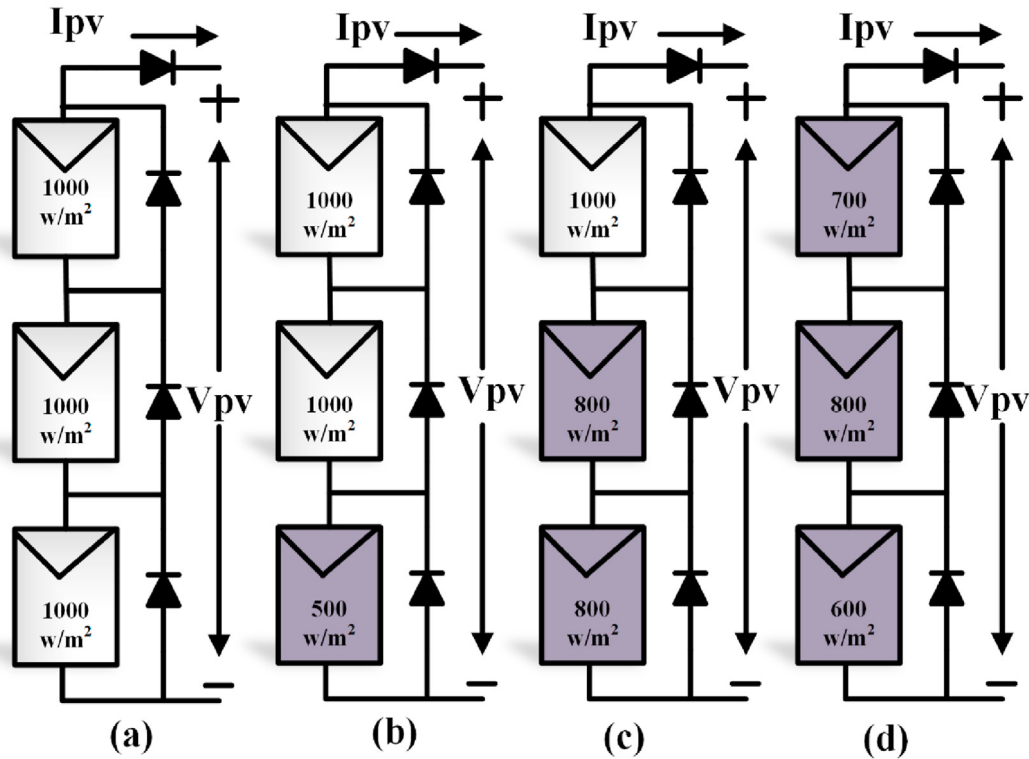 Ipv
+
1000
w/m²
1000
w/m²
Vpv
1000
w/m²
−
(a)
Ipv
+
1000
w/m²
1000
w/m²
Vpv
500
w/m²
−
(b)
Ipv
+
1000
w/m²
800
w/m²
Vpv
800
w/m²
−
(c)
Ipv
+
700
w/m²
800
w/m²
Vpv
600
w/m²
−
(d)